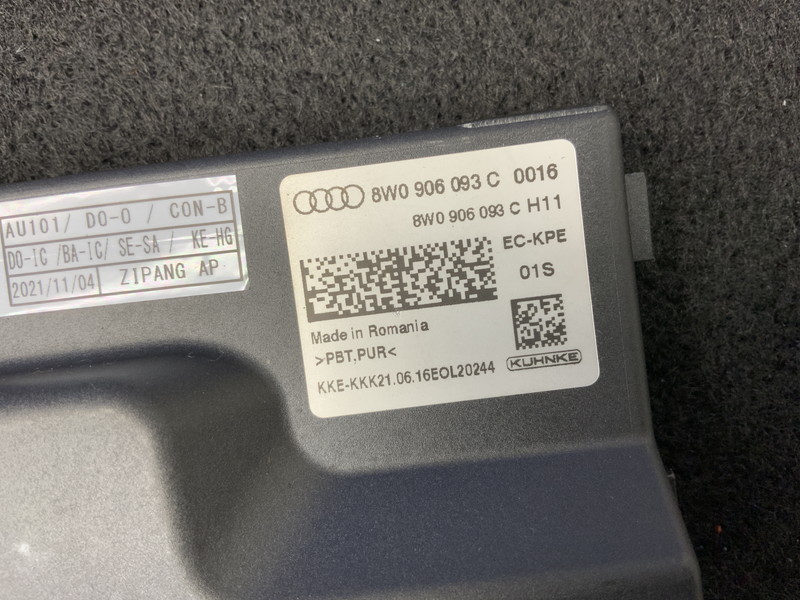 AU101/ DO-O / CON-B
DO-IC /BA-IC/ SE-SA / KE-HG
2021/11/04 ZIPANG AP
8W0 906 093 C 0016
8W0 906 093 C H11
EC-KPE
01S
Made in Romania
>PBT,PUR<
KKE-KKK21.06.16EOL20244
KUHNKE